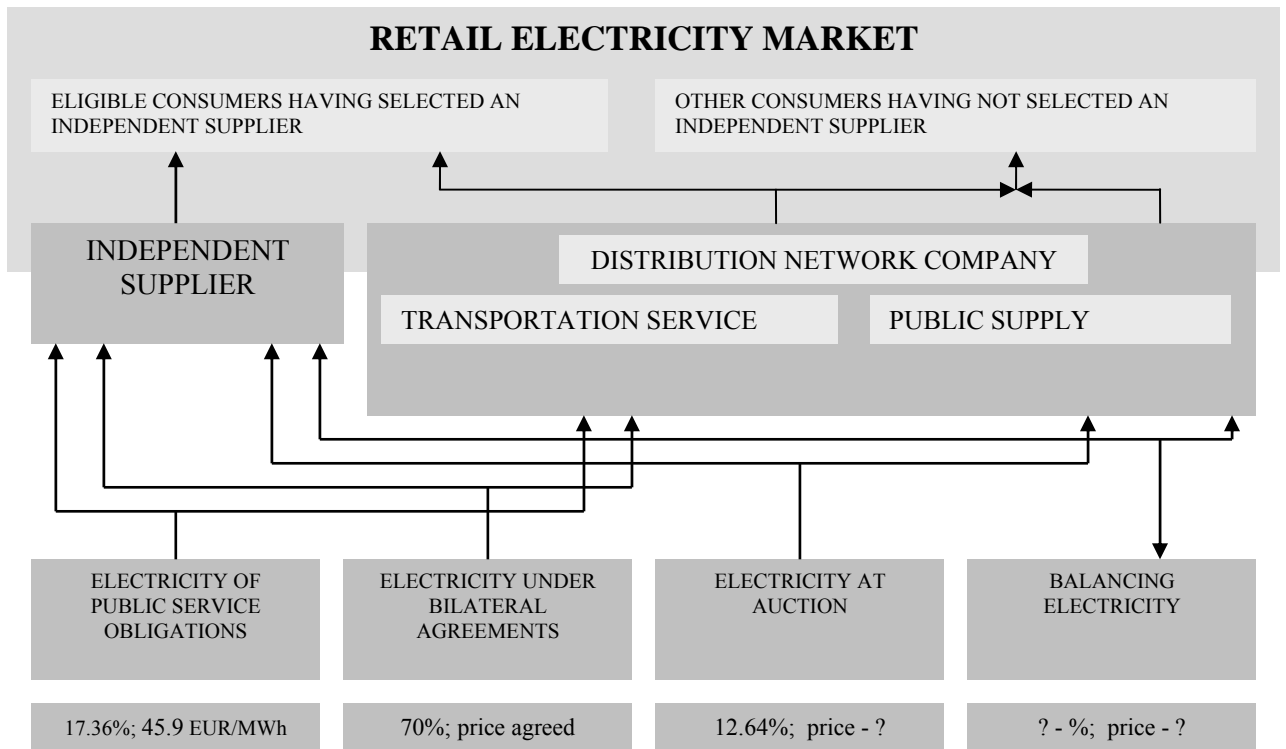 RETAIL ELECTRICITY MARKET
ELIGIBLE CONSUMERS HAVING SELECTED AN
INDEPENDENT SUPPLIER
OTHER CONSUMERS HAVING NOT SELECTED AN
INDEPENDENT SUPPLIER
INDEPENDENT
SUPPLIER
DISTRIBUTION NETWORK COMPANY
TRANSPORTATION SERVICE
PUBLIC SUPPLY
ELECTRICITY OF
PUBLIC SERVICE
OBLIGATIONS
ELECTRICITY UNDER
BILATERAL
AGREEMENTS
ELECTRICITY AT
AUCTION
BALANCING
ELECTRICITY
17.36%; 45.9 EUR/MWh
70%; price agreed
12.64%; price - ?
? - %; price - ?